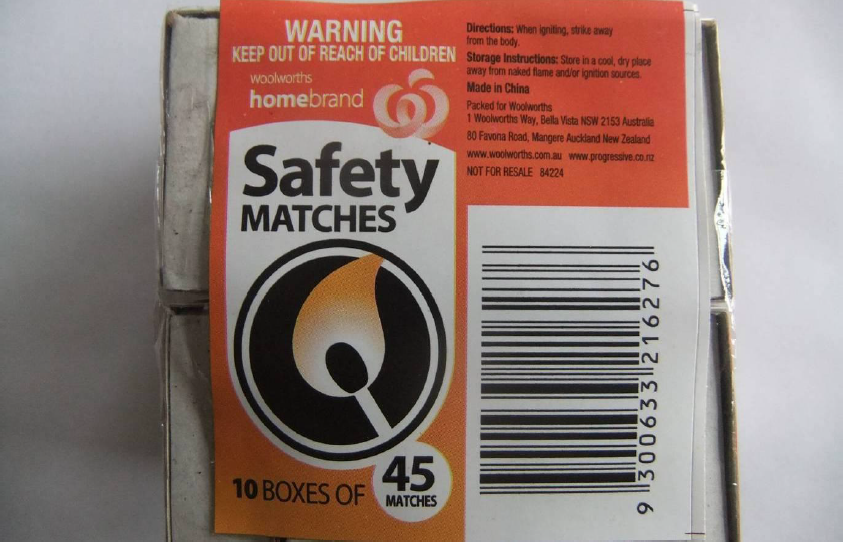 WARNING
KEEP OUT OF REACH OF CHILDREN
woolworths
homebrand
Safety
MATCHES
10 BOXES OF
45
MATCHES
Directions: When igniting, strike away
from the body.
Storage Instructions: Store in a cool, dry place
away from naked flame and/or ignition sources.
Made in China
Packed for Woolworths
1 Woolworths Way, Bella Vista NSW 2153 Australia
80 Favona Road, Mangere Auckland New Zealand
www.woolworths.com.au www.progressive.co.nz
NOT FOR RESALE 84224
9 300633 216276